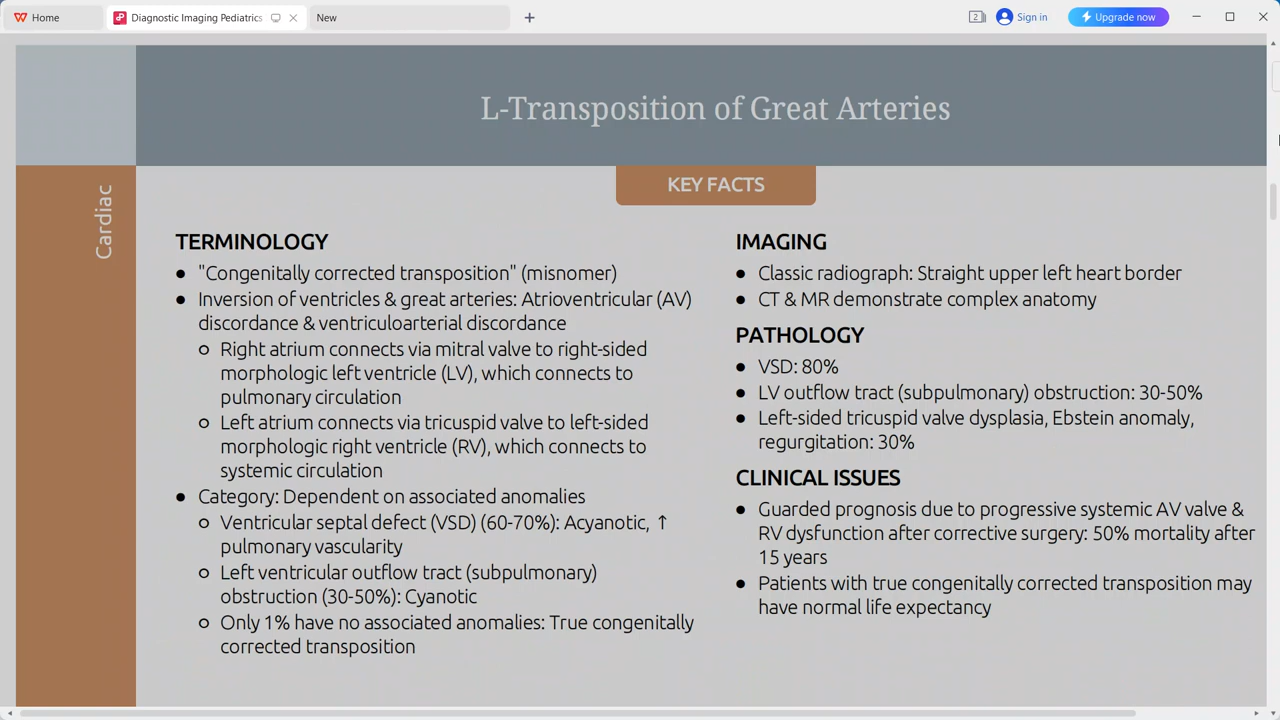 Home
Diagnostic Imaging Pediatrics
New
2
Sign in
Upgrade now
L-Transposition of Great Arteries
Cardiac
KEY FACTS
TERMINOLOGY
● "Congenitally corrected transposition" (misnomer)
● Inversion of ventricles & great arteries: Atrioventricular (AV)
discordance & ventriculoarterial discordance
○ Right atrium connects via mitral valve to right-sided
morphologic left ventricle (LV), which connects to
pulmonary circulation
○ Left atrium connects via tricuspid valve to left-sided
morphologic right ventricle (RV), which connects to
systemic circulation
● Category: Dependent on associated anomalies
○ Ventricular septal defect (VSD) (60-70%): Acyanotic, ↑
pulmonary vascularity
○ Left ventricular outflow tract (subpulmonary)
obstruction (30-50%): Cyanotic
○ Only 1% have no associated anomalies: True congenitally
corrected transposition
IMAGING
● Classic radiograph: Straight upper left heart border
● CT & MR demonstrate complex anatomy
PATHOLOGY
● VSD: 80%
● LV outflow tract (subpulmonary) obstruction: 30-50%
● Left-sided tricuspid valve dysplasia, Ebstein anomaly,
regurgitation: 30%
CLINICAL ISSUES
● Guarded prognosis due to progressive systemic AV valve &
RV dysfunction after corrective surgery: 50% mortality after
15 years
● Patients with true congenitally corrected transposition may
have normal life expectancy